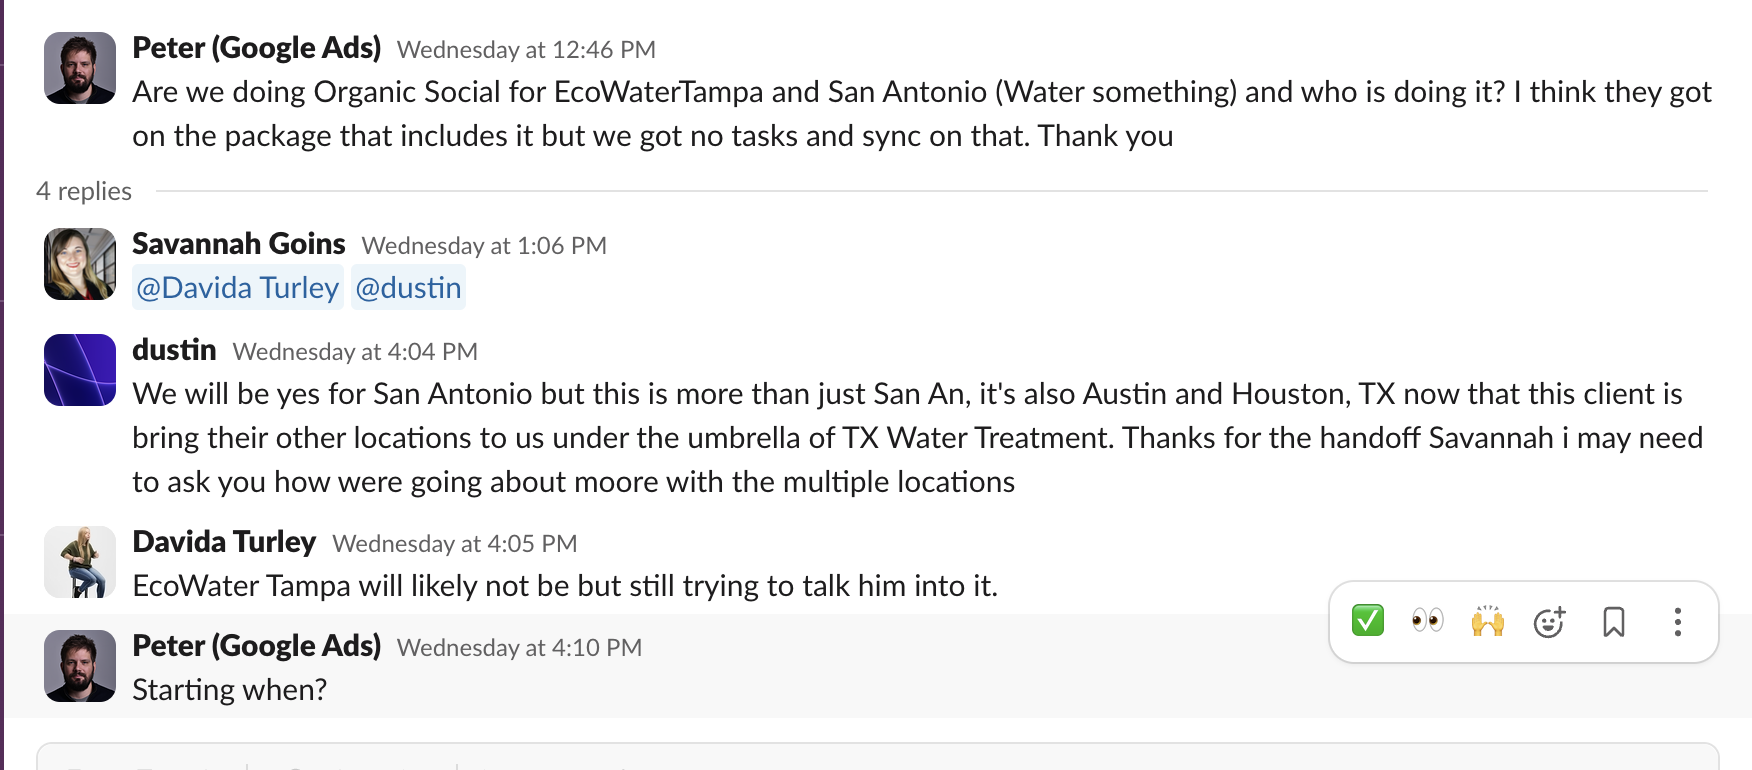 Peter (Google Ads) Wednesday at 12:46 PM
Are we doing Organic Social for EcoWaterTampa and San Antonio (Water something) and who is doing it? I think they got
on the package that includes it but we got no tasks and sync on that. Thank you
4 replies
Savannah Goins Wednesday at 1:06 PM
@Davida Turley @dustin
dustin Wednesday at 4:04 PM
We will be yes for San Antonio but this is more than just San An, it's also Austin and Houston, TX now that this client is
bring their other locations to us under the umbrella of TX Water Treatment. Thanks for the handoff Savannah i may need
to ask you how were going about moore with the multiple locations
Davida Turley Wednesday at 4:05 PM
EcoWater Tampa will likely not be but still trying to talk him into it.
Peter (Google Ads) Wednesday at 4:10 PM
Starting when?